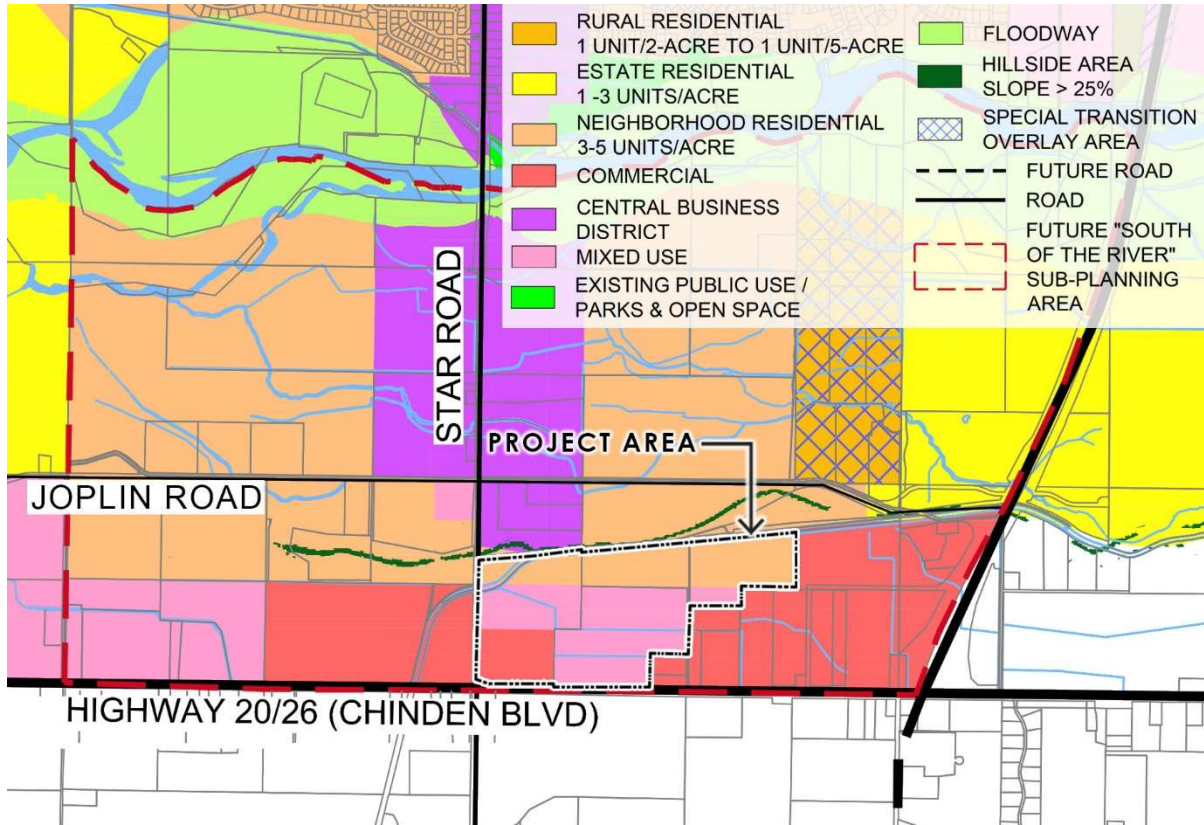 RURAL RESIDENTIAL
1 UNIT/2-ACRE TO 1 UNIT/5-ACRE
ESTATE RESIDENTIAL
1 -3 UNITS/ACRE
NEIGHBORHOOD RESIDENTIAL
3-5 UNITS/ACRE
COMMERCIAL
CENTRAL BUSINESS
DISTRICT
MIXED USE
EXISTING PUBLIC USE /
PARKS & OPEN SPACE
FLOODWAY
HILLSIDE AREA
SLOPE > 25%
SPECIAL TRANSITION
OVERLAY AREA
FUTURE ROAD
ROAD
FUTURE "SOUTH
OF THE RIVER"
SUB-PLANNING
AREA
STAR ROAD
PROJECT AREA
JOPLIN ROAD
HIGHWAY 20/26 (CHINDEN BLVD)